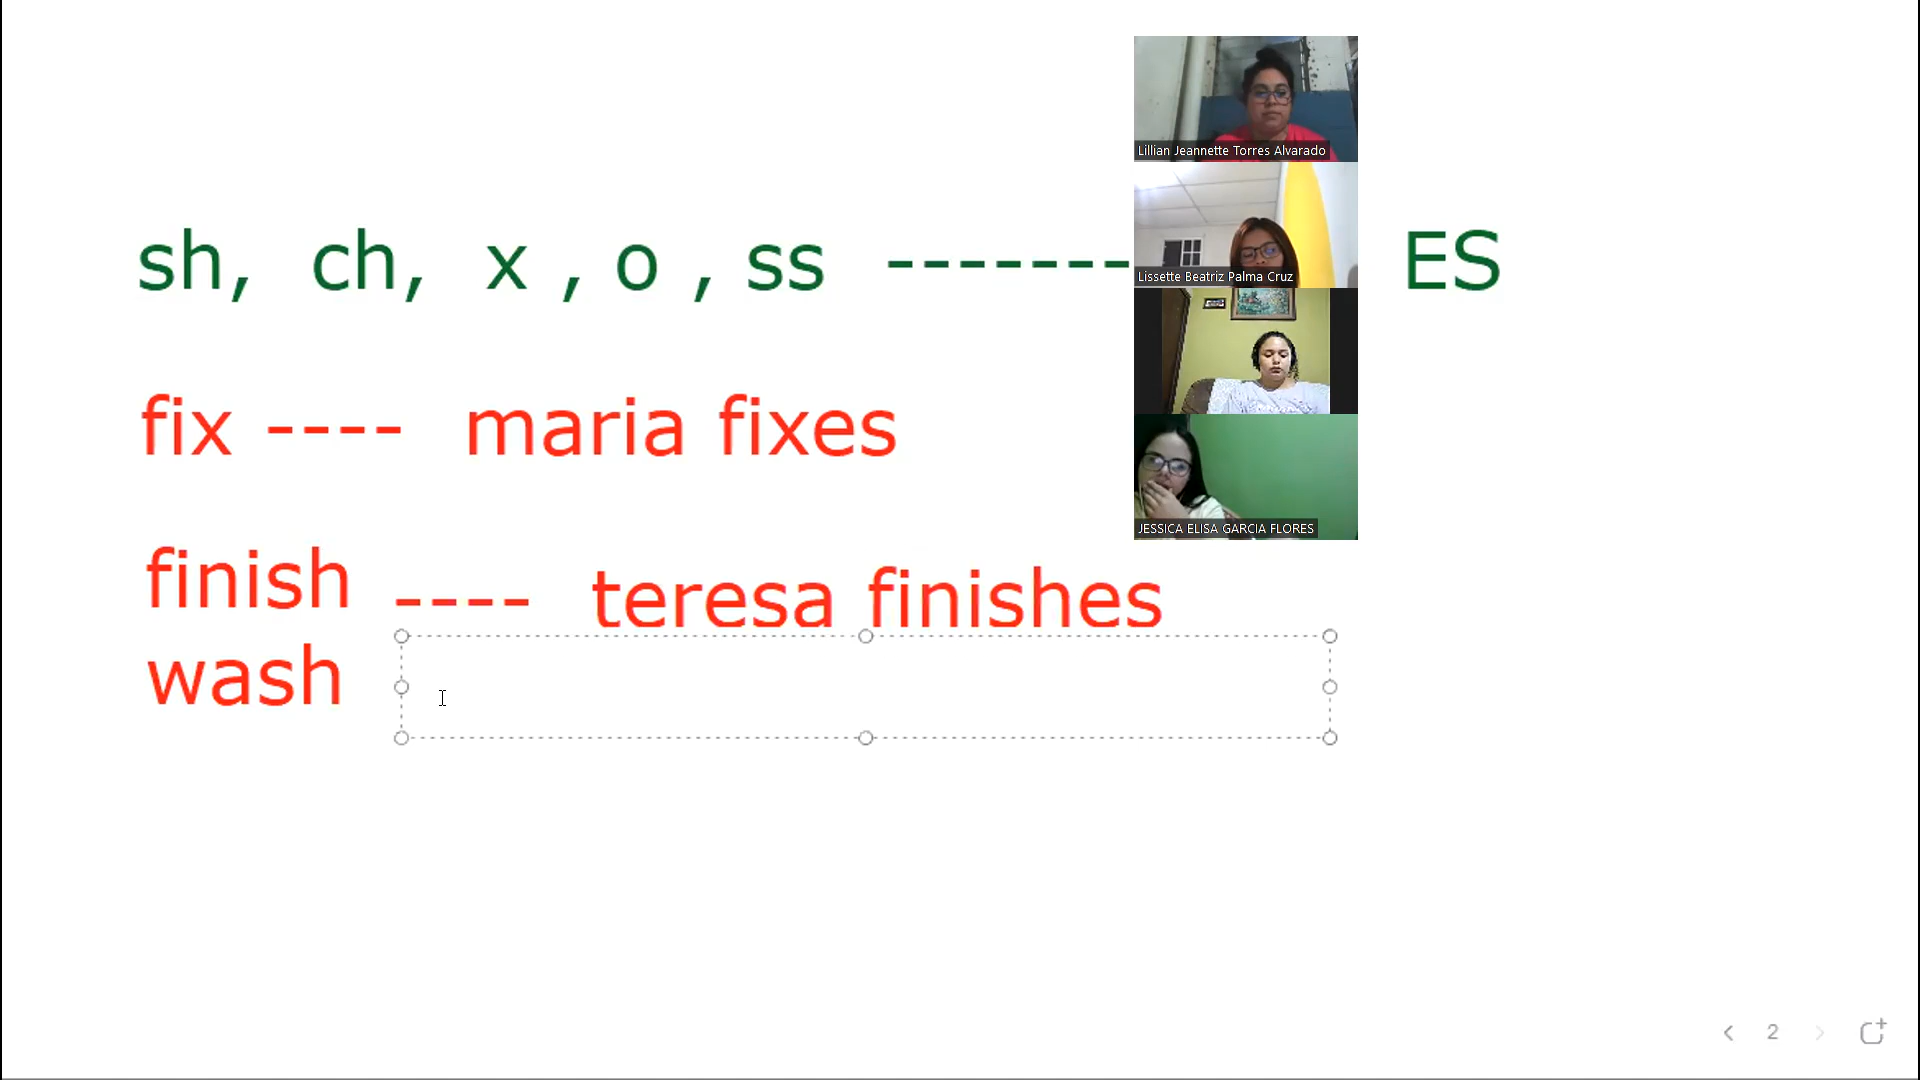 Lillian Jeannette Torres Alvarado
sh, ch, x , o , ss ------- ES
Lissette Beatriz Palma Cruz
fix ---- maria fixes
JESSICA ELISA GARCIA FLORES
finish ---- teresa finishes
wash
2